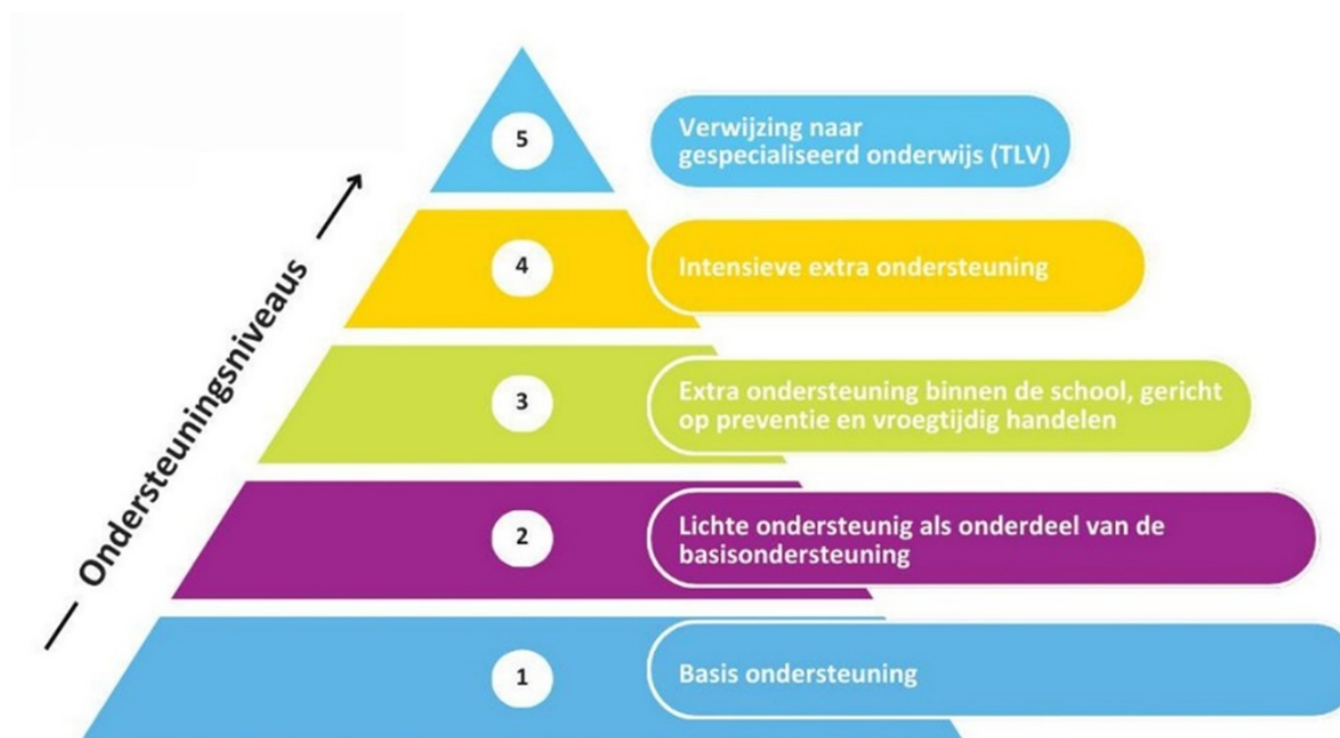 5
Verwijzing naar
gespecialiseerd onderwijs (TLV)
4
Intensieve extra ondersteuning
Ondersteuningsniveaus
3
Extra ondersteuning binnen de school, gericht
op preventie en vroegtijdig handelen
2
Lichte ondersteunig als onderdeel van de
basisondersteuning
1
Basis ondersteuning